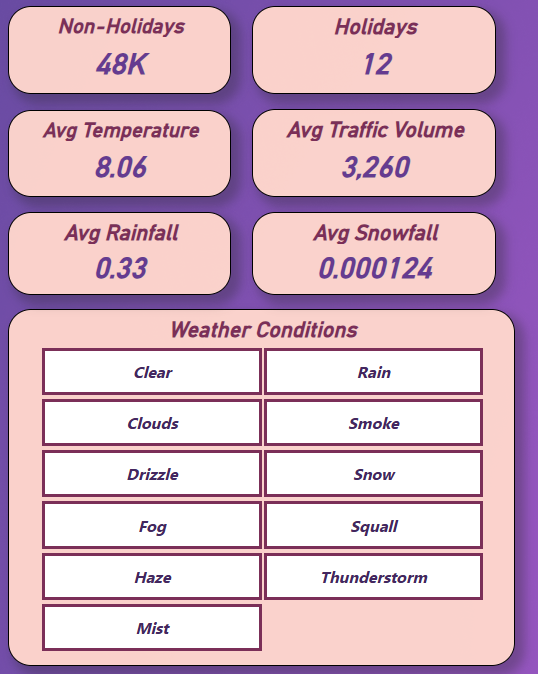 Non-Holidays
48K
Holidays
12
Avg Temperature
8.06
Avg Traffic Volume
3,260
Avg Rainfall
0.33
Avg Snowfall
0.000124
Weather Conditions
Clear
Rain
Clouds
Smoke
Drizzle
Snow
Fog
Squall
Haze
Thunderstorm
Mist